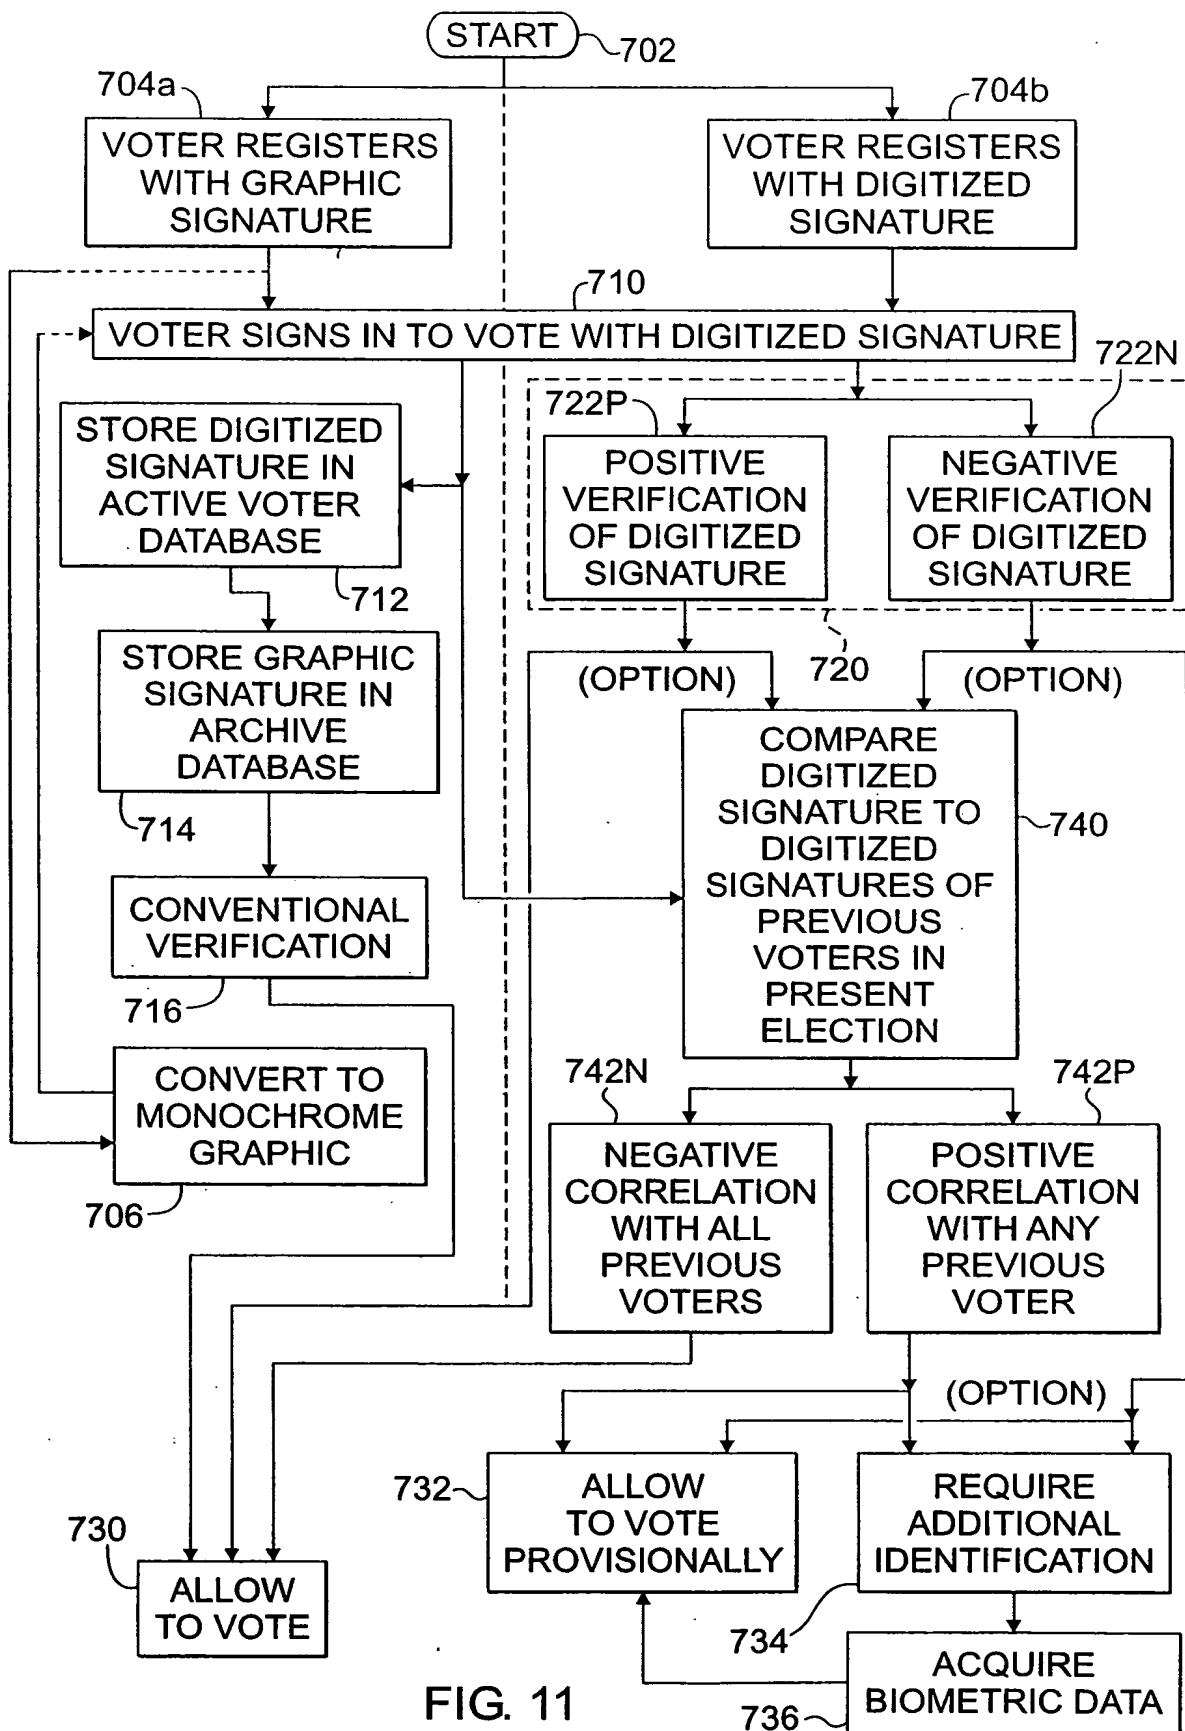 START
702
704a
704b
VOTER REGISTERS
WITH GRAPHIC
SIGNATURE
VOTER REGISTERS
WITH DIGITIZED
SIGNATURE
710
VOTER SIGNS IN TO VOTE WITH DIGITIZED SIGNATURE
722N
722P
STORE DIGITIZED
SIGNATURE IN
ACTIVE VOTER
DATABASE
712
POSITIVE
VERIFICATION
OF DIGITIZED
SIGNATURE
NEGATIVE
VERIFICATION
OF DIGITIZED
SIGNATURE
720
(OPTION)
(OPTION)
STORE GRAPHIC
SIGNATURE IN
ARCHIVE
DATABASE
714
COMPARE
DIGITIZED
SIGNATURE TO
DIGITIZED
SIGNATURES OF
PREVIOUS
VOTERS IN
PRESENT
ELECTION
740
CONVENTIONAL
VERIFICATION
716
CONVERT TO
MONOCHROME
GRAPHIC
706
742N
742P
NEGATIVE
CORRELATION
WITH ALL
PREVIOUS
VOTERS
POSITIVE
CORRELATION
WITH ANY
PREVIOUS
VOTER
(OPTION)
732
ALLOW
TO VOTE
PROVISIONALLY
REQUIRE
ADDITIONAL
IDENTIFICATION
730
ALLOW
TO VOTE
734
ACQUIRE
BIOMETRIC DATA
736
FIG. 11